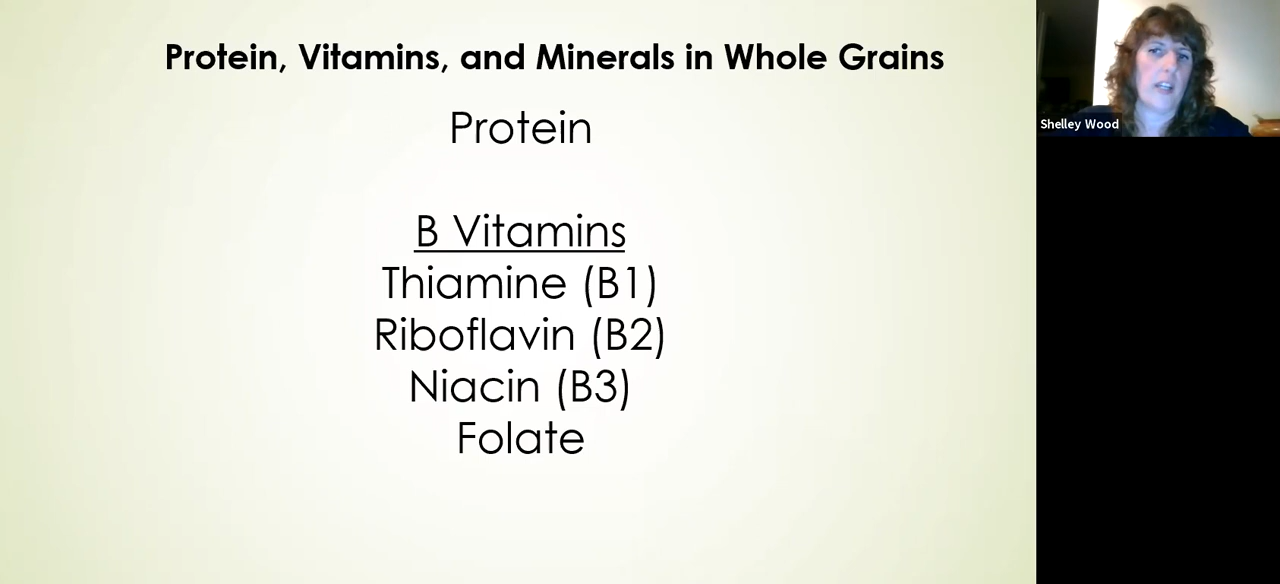 Protein, Vitamins, and Minerals in Whole Grains
Protein
B Vitamins
Thiamine (B1)
Riboflavin (B2)
Niacin (B3)
Folate
Shelley Wood